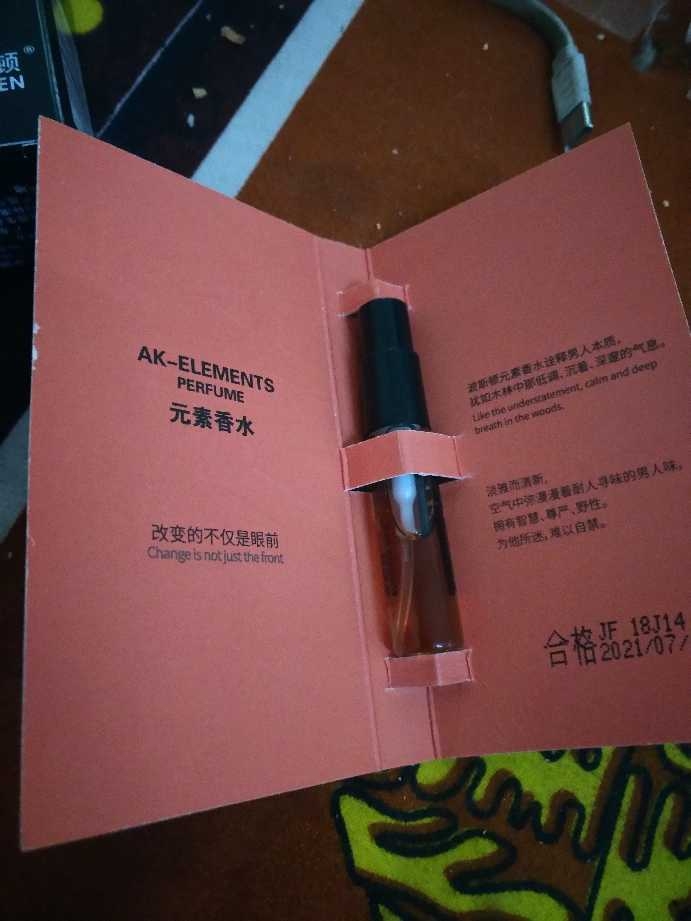 顿®
EN
AK-ELEMENTS
PERFUME
元素香水
改变的不仅是眼前
Change is not just the front
波斯顿元素香水诠释男人本质，
犹如木林中那低调、沉着、深邃的气息。
Like the understatement, calm and deep
breath in the woods.
淡雅而清新，
空气中弥漫漫着耐人寻味的男人味，
拥有智慧、尊严、野性。
为他所迷，难以自禁。
合格 JF 18J14
2021/07/